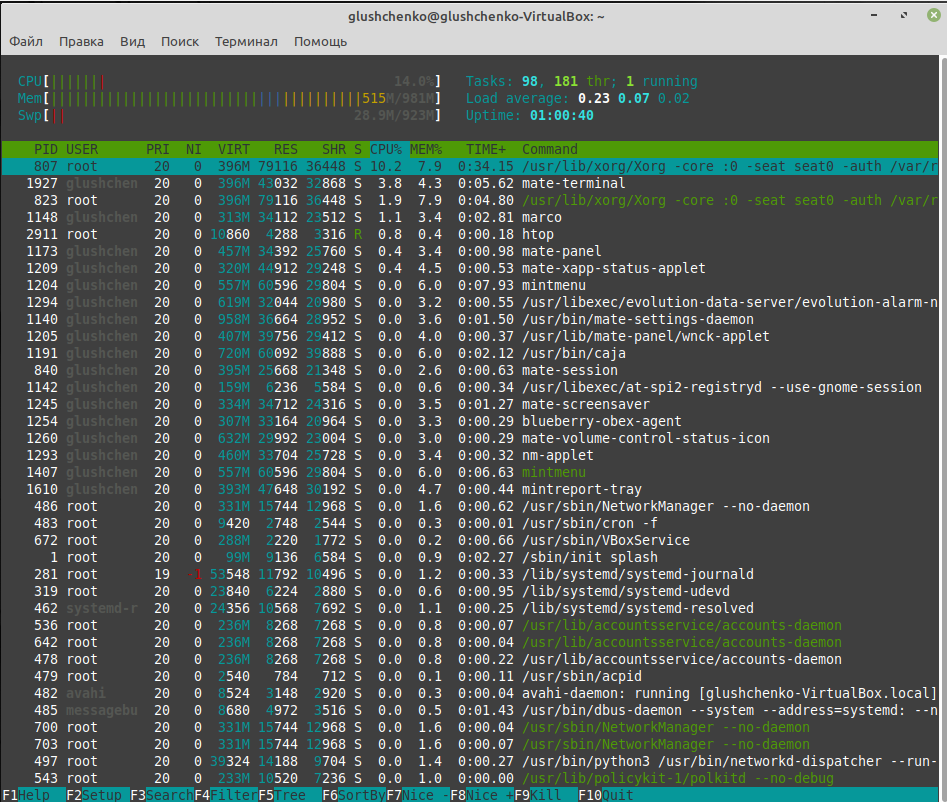 glushchenko@glushchenko-VirtualBox: ~
Файл Правка Вид Поиск Терминал Помощь
CPU[||||||| 14.0%] Tasks: 98, 181 thr; 1 running
Mem[|||||||||||||||||||||||||||||||||||||||515M/981M] Load average: 0.23 0.07 0.02
Swp[|| 28.9M/923M] Uptime: 01:00:40
PID USER PRI NI VIRT RES SHR S CPU% MEM% TIME+ Command
807 root 20 0 396M 79116 36448 S 10.2 7.9 0:34.15 /usr/lib/xorg/Xorg -core :0 -seat seat0 -auth /var/r
1927 glushchen 20 0 396M 43032 32868 S 3.8 4.3 0:05.62 mate-terminal
823 root 20 0 396M 79116 36448 S 1.9 7.9 0:04.80 /usr/lib/xorg/Xorg -core :0 -seat seat0 -auth /var/r
1148 glushchen 20 0 313M 34112 23512 S 1.1 3.4 0:02.81 marco
2911 root 20 0 10860 4288 3316 R 0.8 0.4 0:00.18 htop
1173 glushchen 20 0 457M 34392 25760 S 0.4 3.4 0:00.98 mate-panel
1209 glushchen 20 0 320M 44912 29248 S 0.4 4.5 0:00.53 mate-xapp-status-applet
1204 glushchen 20 0 557M 60596 29804 S 0.0 6.0 0:07.93 mintmenu
1294 glushchen 20 0 619M 32044 20980 S 0.0 3.2 0:00.55 /usr/libexec/evolution-data-server/evolution-alarm-n
1140 glushchen 20 0 958M 36664 28952 S 0.0 3.6 0:01.50 /usr/bin/mate-settings-daemon
1205 glushchen 20 0 407M 39756 29412 S 0.0 4.0 0:00.37 /usr/lib/mate-panel/wnck-applet
1191 glushchen 20 0 720M 60092 39888 S 0.0 6.0 0:02.12 /usr/bin/caja
840 glushchen 20 0 395M 25668 21348 S 0.0 2.6 0:00.63 mate-session
1142 glushchen 20 0 159M 6236 5584 S 0.0 0.6 0:00.34 /usr/libexec/at-spi2-registryd --use-gnome-session
1245 glushchen 20 0 334M 34712 24316 S 0.0 3.5 0:01.27 mate-screensaver
1254 glushchen 20 0 307M 33164 20964 S 0.0 3.3 0:00.29 blueberry-obex-agent
1260 glushchen 20 0 632M 29992 23004 S 0.0 3.0 0:00.29 mate-volume-control-status-icon
1293 glushchen 20 0 460M 33704 25728 S 0.0 3.4 0:00.32 nm-applet
1407 glushchen 20 0 557M 60596 29804 S 0.0 6.0 0:06.63 mintmenu
1610 glushchen 20 0 393M 47648 30192 S 0.0 4.7 0:00.44 mintreport-tray
486 root 20 0 331M 15744 12968 S 0.0 1.6 0:00.62 /usr/sbin/NetworkManager --no-daemon
483 root 20 0 9420 2748 2544 S 0.0 0.3 0:00.01 /usr/sbin/cron -f
672 root 20 0 288M 2220 1772 S 0.0 0.2 0:00.66 /usr/sbin/VBoxService
1 root 20 0 99M 9136 6584 S 0.0 0.9 0:02.27 /sbin/init splash
281 root 19 -1 53548 11792 10496 S 0.0 1.2 0:00.33 /lib/systemd/systemd-journald
319 root 20 0 23840 6224 2880 S 0.0 0.6 0:00.95 /lib/systemd/systemd-udevd
462 systemd-r 20 0 24356 10568 7692 S 0.0 1.1 0:00.25 /lib/systemd/systemd-resolved
536 root 20 0 236M 8268 7268 S 0.0 0.8 0:00.07 /usr/lib/accountsservice/accounts-daemon
642 root 20 0 236M 8268 7268 S 0.0 0.8 0:00.04 /usr/lib/accountsservice/accounts-daemon
478 root 20 0 236M 8268 7268 S 0.0 0.8 0:00.22 /usr/lib/accountsservice/accounts-daemon
479 root 20 0 2540 784 712 S 0.0 0.1 0:00.11 /usr/sbin/acpid
482 avahi 20 0 8524 3148 2920 S 0.0 0.3 0:00.04 avahi-daemon: running [glushchenko-VirtualBox.local]
485 messagebu 20 0 8680 4972 3516 S 0.0 0.5 0:01.43 /usr/bin/dbus-daemon --system --address=systemd: --n
700 root 20 0 331M 15744 12968 S 0.0 1.6 0:00.04 /usr/sbin/NetworkManager --no-daemon
703 root 20 0 331M 15744 12968 S 0.0 1.6 0:00.07 /usr/sbin/NetworkManager --no-daemon
497 root 20 0 39324 14188 9704 S 0.0 1.4 0:00.27 /usr/bin/python3 /usr/bin/networkd-dispatcher --run-
543 root 20 0 233M 10520 7236 S 0.0 1.0 0:00.00 /usr/lib/policykit-1/polkitd --no-debug
F1Help F2Setup F3SearchF4FilterF5Tree F6SortByF7Nice -F8Nice +F9Kill F10Quit